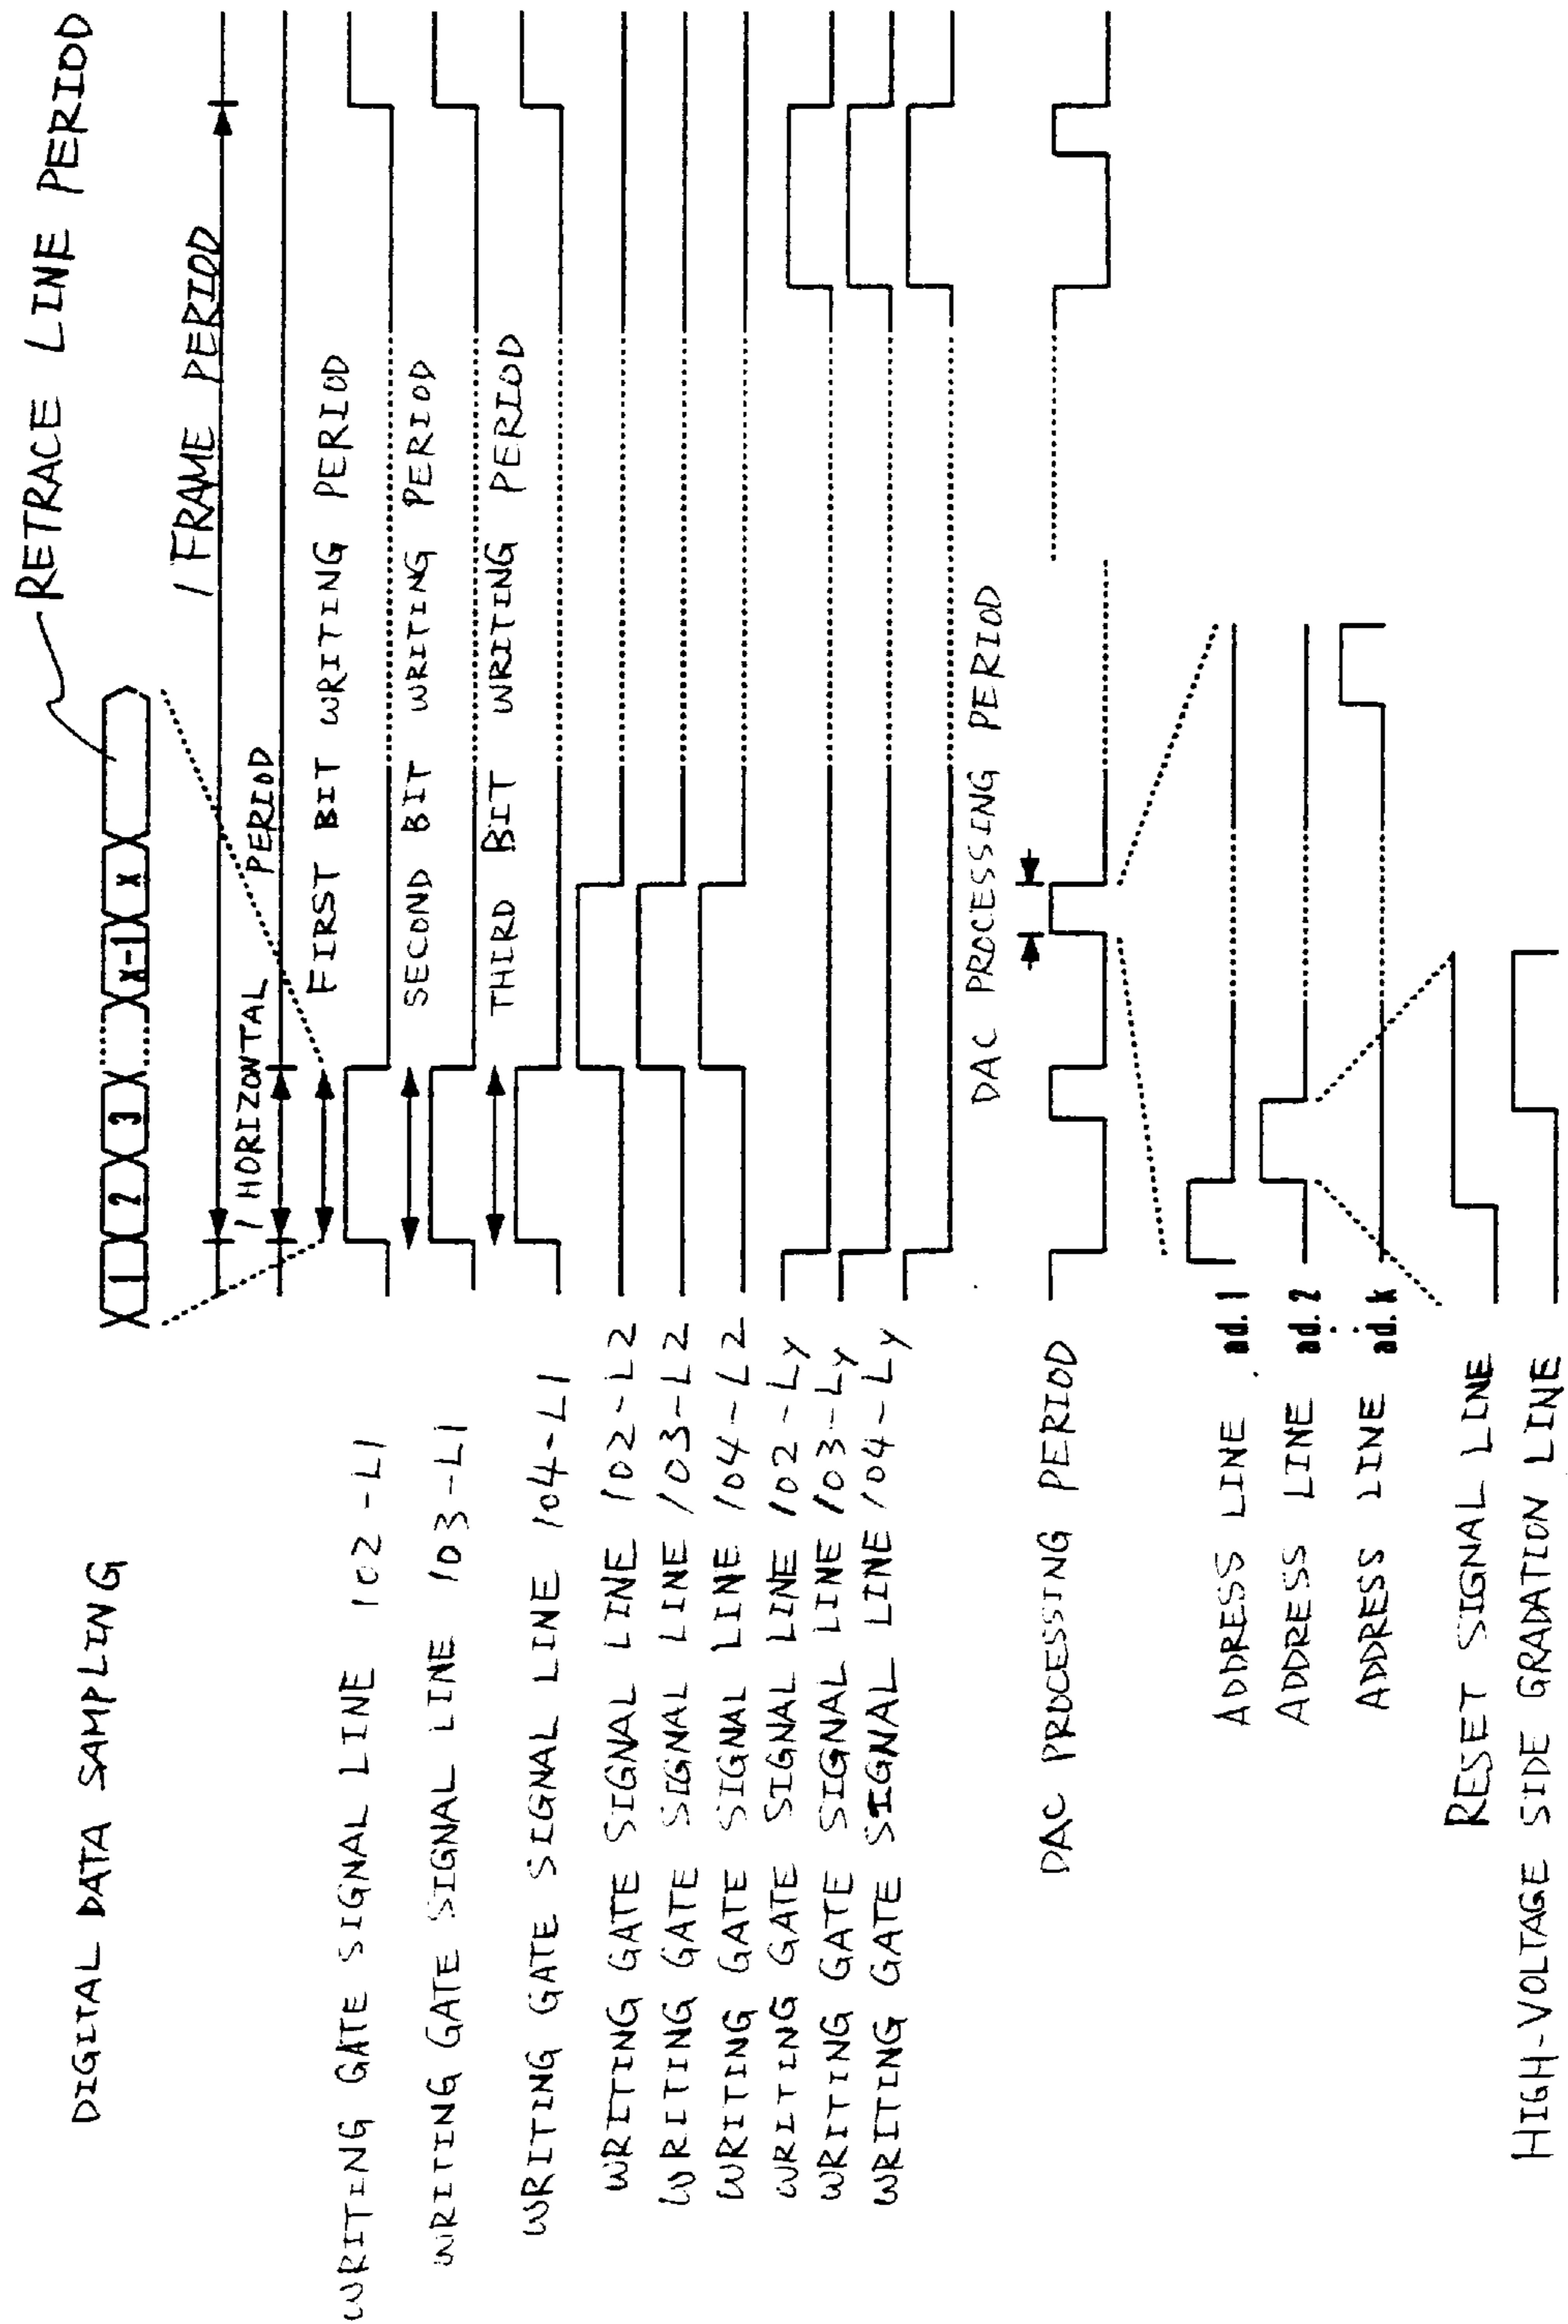 RETRACE LINE PERIOD
DIGITAL DATA SAMPLING
1 2 3 x-1 x
1 FRAME PERIOD
1 HORIZONTAL PERIOD
FIRST BIT WRITING PERIOD
WRITING GATE SIGNAL LINE 102-L1
SECOND BIT WRITING PERIOD
WRITING GATE SIGNAL LINE 103-L1
THIRD BIT WRITING PERIOD
WRITING GATE SIGNAL LINE 104-L1
WRITING GATE SIGNAL LINE 102-L2
WRITING GATE SIGNAL LINE 103-L2
WRITING GATE SIGNAL LINE 104-L2
WRITING GATE SIGNAL LINE 102-Ly
WRITING GATE SIGNAL LINE 103-Ly
WRITING GATE SIGNAL LINE 104-Ly
DAC PROCESSING PERIOD
DAC PROCESSING PERIOD
ADDRESS LINE ad.1
ADDRESS LINE ad.2
ADDRESS LINE ad.k
RESET SIGNAL LINE
HIGH-VOLTAGE SIDE GRADATION LINE